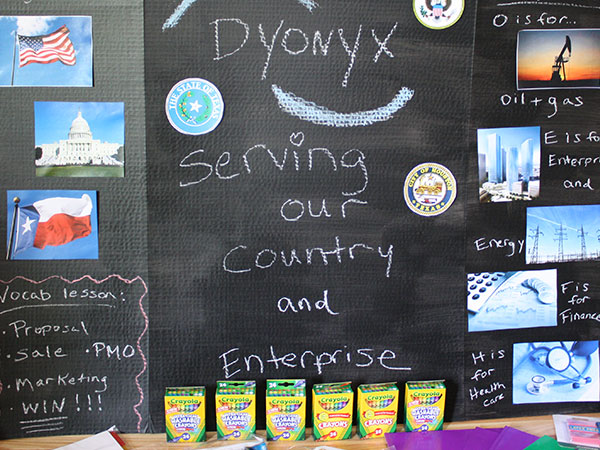 DYONYX
THE STATE OF TEXAS
Serving
our
Country
and
Enterprise
CITY OF HOUSTON
TEXAS
Vocab lesson:
· Proposal
· Sale · PMO
· Marketing
WIN!!!
O is for..
Oil + gas
E is for
Enterpri
and
Energy
F is
for
Finance
H is
for
Health
care
Crayola
Crayola
Crayola
Crayola
Crayola
Crayola